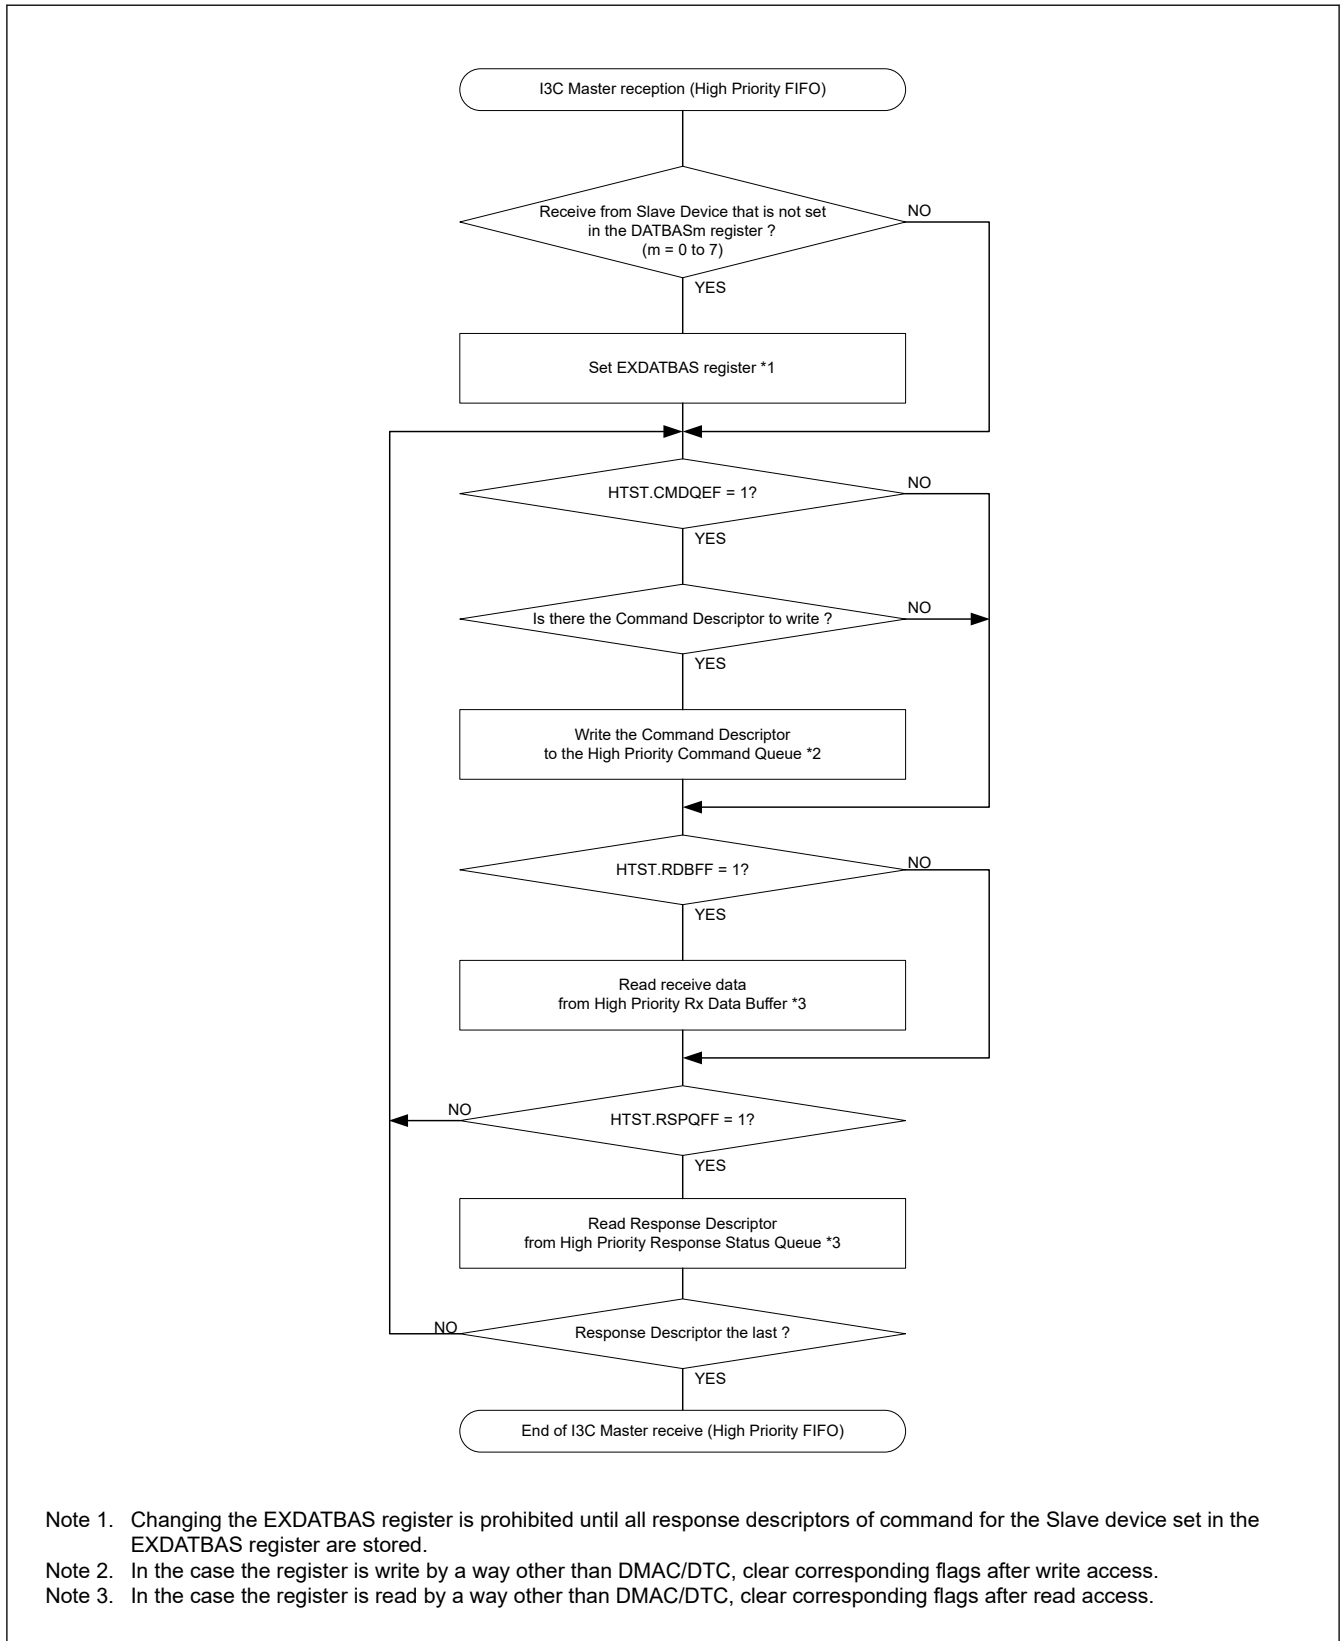 I3C Master reception (High Priority FIFO)
Receive from Slave Device that is not set
in the DATBASm register ?
(m = 0 to 7)
NO
YES
Set EXDATBAS register *1
HTST.CMDQEF = 1?
NO
YES
Is there the Command Descriptor to write ?
NO
YES
Write the Command Descriptor
to the High Priority Command Queue *2
HTST.RDBFF = 1?
NO
YES
Read receive data
from High Priority Rx Data Buffer *3
NO
HTST.RSPQFF = 1?
YES
Read Response Descriptor
from High Priority Response Status Queue *3
NO
Response Descriptor the last ?
YES
End of I3C Master receive (High Priority FIFO)
Note 1. Changing the EXDATBAS register is prohibited until all response descriptors of command for the Slave device set in the
EXDATBAS register are stored.
Note 2. In the case the register is write by a way other than DMAC/DTC, clear corresponding flags after write access.
Note 3. In the case the register is read by a way other than DMAC/DTC, clear corresponding flags after read access.